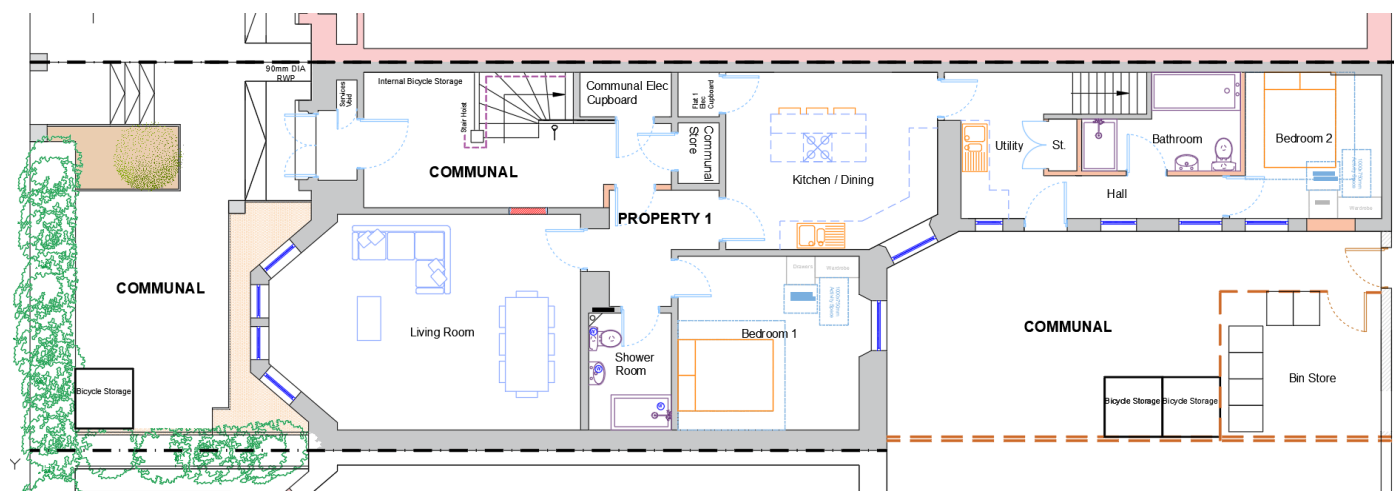 90mm DIA
RWP
Services
Void
Internal Bicycle Storage
Stair Hoist
Communal Elec
Cupboard
Flat 1
Elec
Cupboard
Communal
Store
COMMUNAL
PROPERTY 1
Kitchen / Dining
Utility
St.
Bathroom
Bedroom 2
Hall
Wardrobe
COMMUNAL
Living Room
Shower
Room
Bedroom 1
Drawers
Wardrobe
COMMUNAL
Bin Store
Bicycle Storage
Bicycle Storage
Bicycle Storage
Y